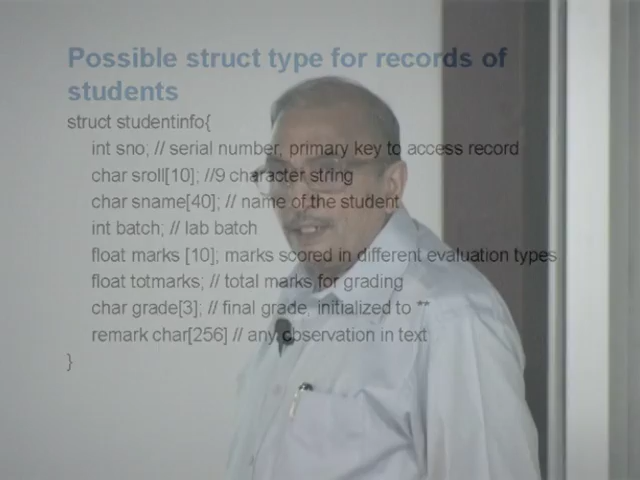 Possible struct type for records of
students
struct studentinfo{
int sno; // serial number, primary key to access record
char sroll[10]; //9 character string
char sname[40]; // name of the student
int batch; // lab batch
float marks [10]; marks scored in different evaluation types
float totmarks; // total marks for grading
char grade[3]; // final grade, initialized to **
remark char[256] // any observation in text
}